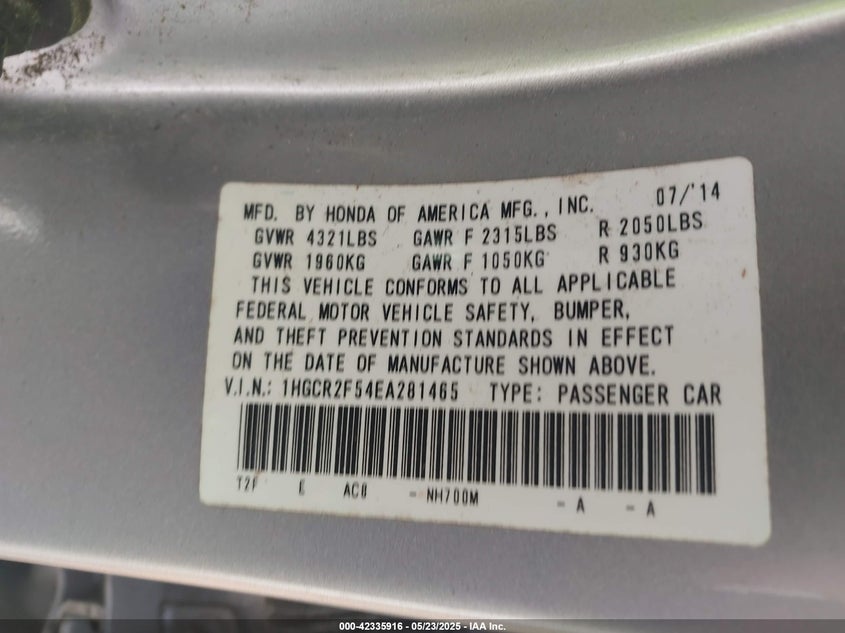 MFD. BY HONDA OF AMERICA MFG., INC. 07/'14
GVWR 4321LBS GAWR F 2315LBS R 2050LBS
GVWR 1960KG GAWR F 1050KG R 930KG
THIS VEHICLE CONFORMS TO ALL APPLICABLE
FEDERAL MOTOR VEHICLE SAFETY, BUMPER,
AND THEFT PREVENTION STANDARDS IN EFFECT
ON THE DATE OF MANUFACTURE SHOWN ABOVE.
V.I.N.: 1HGCR2F54EA281465 TYPE: PASSENGER CAR
T2F E AC0 - NH700M - A - A
000-42335916 - 05/23/2025 - IAA Inc.